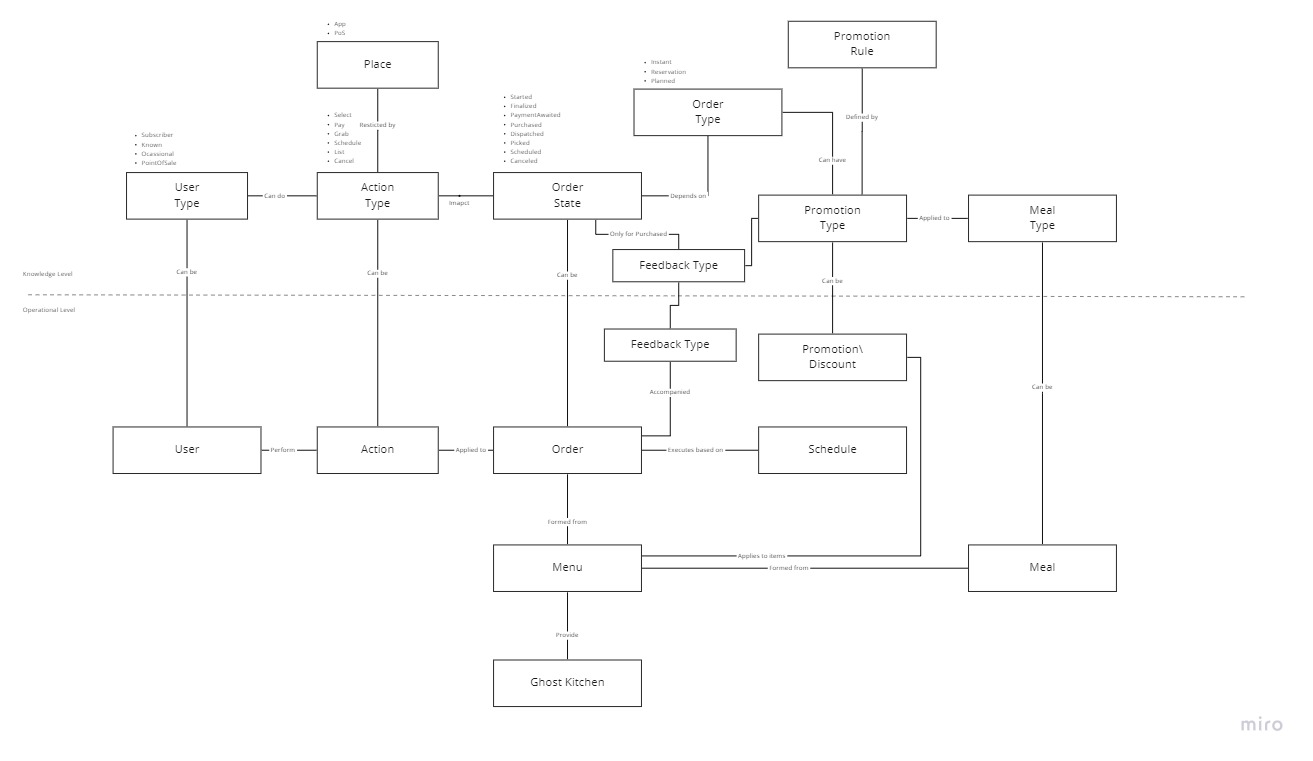 App
PoS
Place
Promotion
Rule
Instant
Reservation
Planned
Order
Type
Started
Finalized
PaymentAwaited
Purchased
Dispatched
Picked
Scheduled
Canceled
Select
Pay
Grab
Schedule
List
Cancel
Resticted by
Defined by
Subscriber
Known
Ocassional
PointOfSale
Can have
User
Type
Can do
Action
Type
Imapct
Order
State
Depends on
Promotion
Type
Applied to
Meal
Type
Only for Purchased
Feedback Type
Can be
Can be
Can be
Can be
Knowledge Level
Operational Level
Feedback Type
Promotion\
Discount
Accompanied
Can be
User
Perform
Action
Applied to
Order
Executes based on
Schedule
Formed from
Applies to items
Menu
Formed from
Meal
Provide
Ghost Kitchen
miro